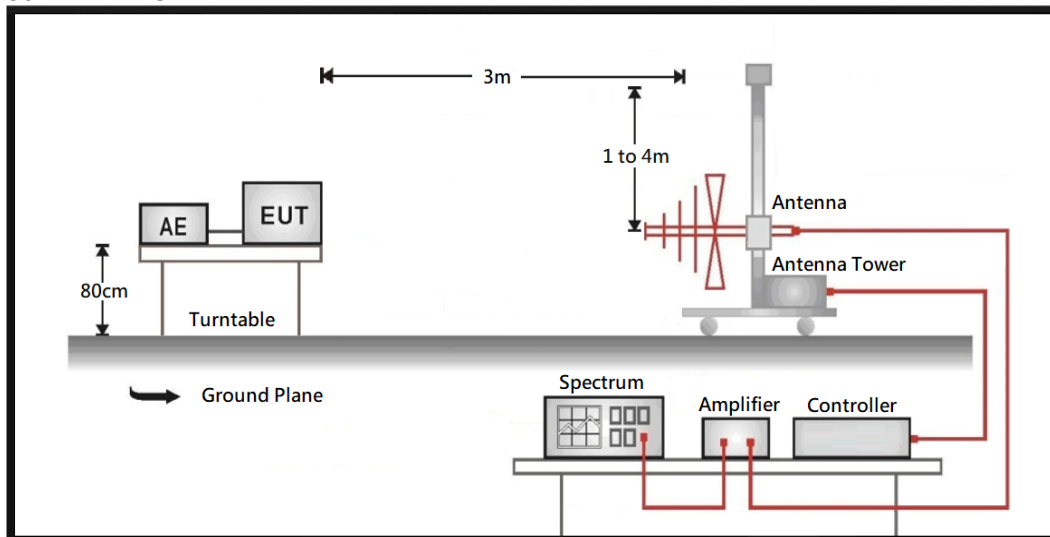 3m
1 to 4m
AE
EUT
Antenna
80cm
Antenna Tower
Turntable
Ground Plane
Spectrum
Amplifier
Controller